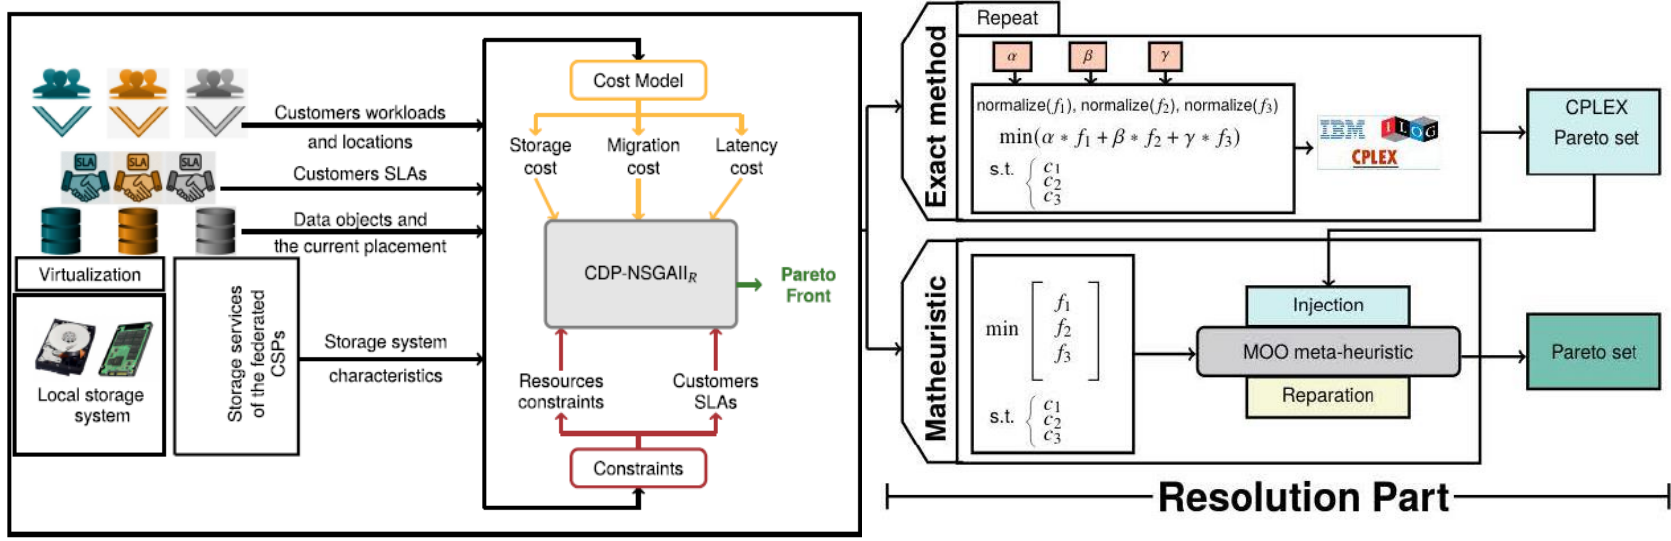 Customers workloads
and locations
SLA
SLA
SLA
Customers SLAs
Data objects and
the current placement
Virtualization
Local storage
system
Storage services
of the federated
CSPs
Storage system
characteristics
Cost Model
Storage
cost
Migration
cost
Latency
cost
CDP-NSGAII_R
Pareto
Front
Resources
constraints
Customers
SLAs
Constraints
Exact method
Repeat
α
β
γ
normalize(f₁), normalize(f₂), normalize(f₃)
min(α * f₁ + β * f₂ + γ * f₃)
s.t. { c₁
c₂
c₃
IBM ILOG
CPLEX
CPLEX
Pareto set
Matheuristic
min [ f₁
f₂
f₃ ]
s.t. { c₁
c₂
c₃
Injection
MOO meta-heuristic
Reparation
Pareto set
Resolution Part